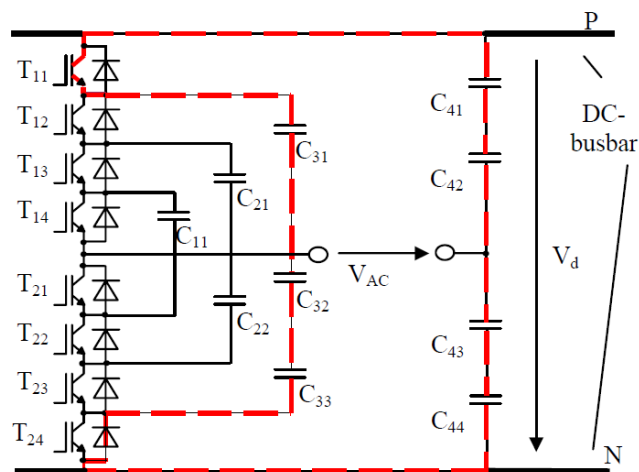 P
T11
C41
DC-
busbar
T12
C31
T13
C42
C21
T14
C11
VAC
Vd
T21
C32
C22
T22
C43
T23
C33
C44
T24
N